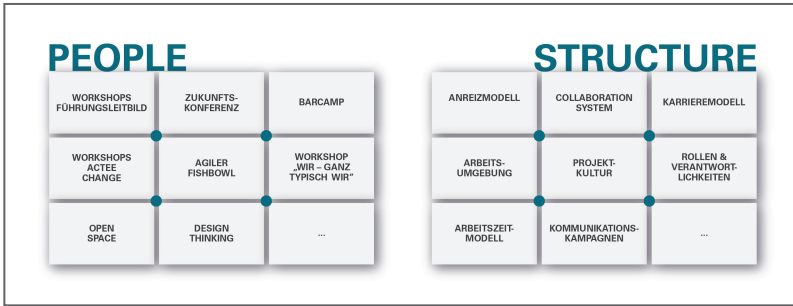 PEOPLE
WORKSHOPS
FÜHRUNGSLEITBILD
ZUKUNFTS-
KONFERENZ
BARCAMP
WORKSHOPS
ACTEE
CHANGE
AGILER
FISHBOWL
WORKSHOP
„WIR – GANZ
TYPISCH WIR"
OPEN
SPACE
DESIGN
THINKING
...
STRUCTURE
ANREIZMODELL
COLLABORATION
SYSTEM
KARRIEREMODELL
ARBEITS-
UMGEBUNG
PROJEKT-
KULTUR
ROLLEN &
VERANTWORT-
LICHKEITEN
ARBEITSZEIT-
MODELL
KOMMUNIKATIONS-
KAMPAGNEN
...